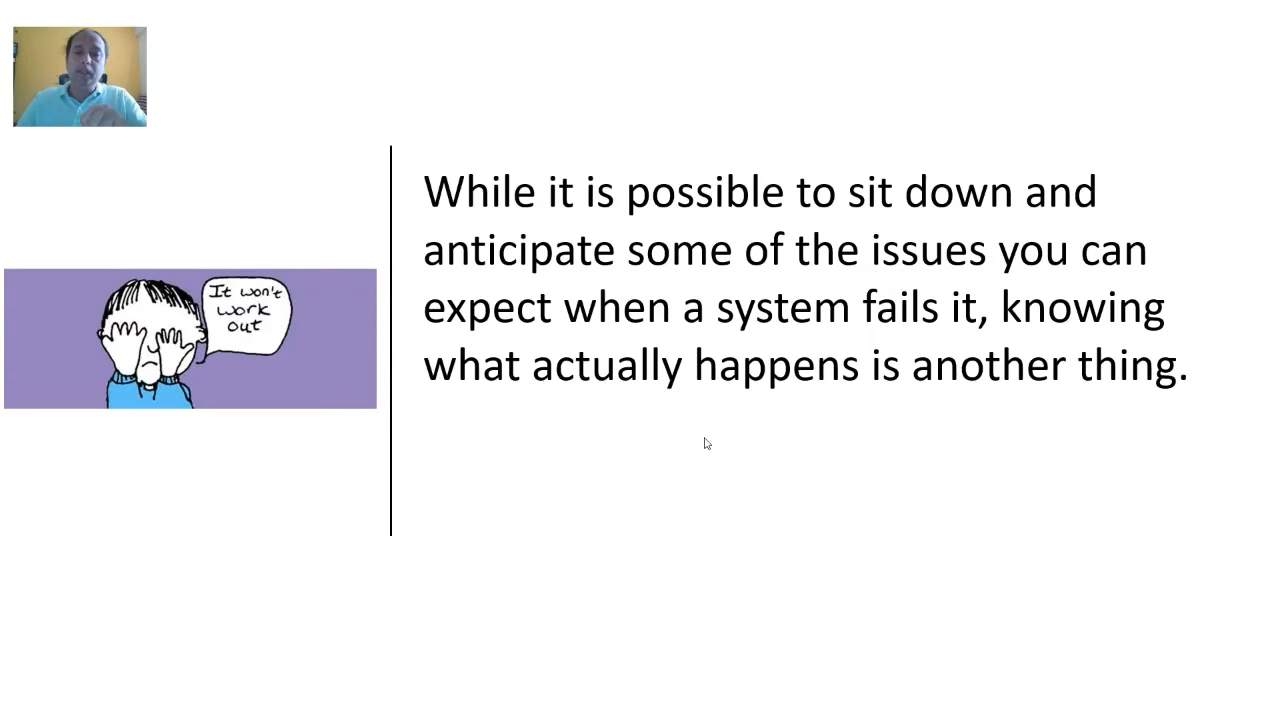 It won't
work
out
While it is possible to sit down and
anticipate some of the issues you can
expect when a system fails it, knowing
what actually happens is another thing.